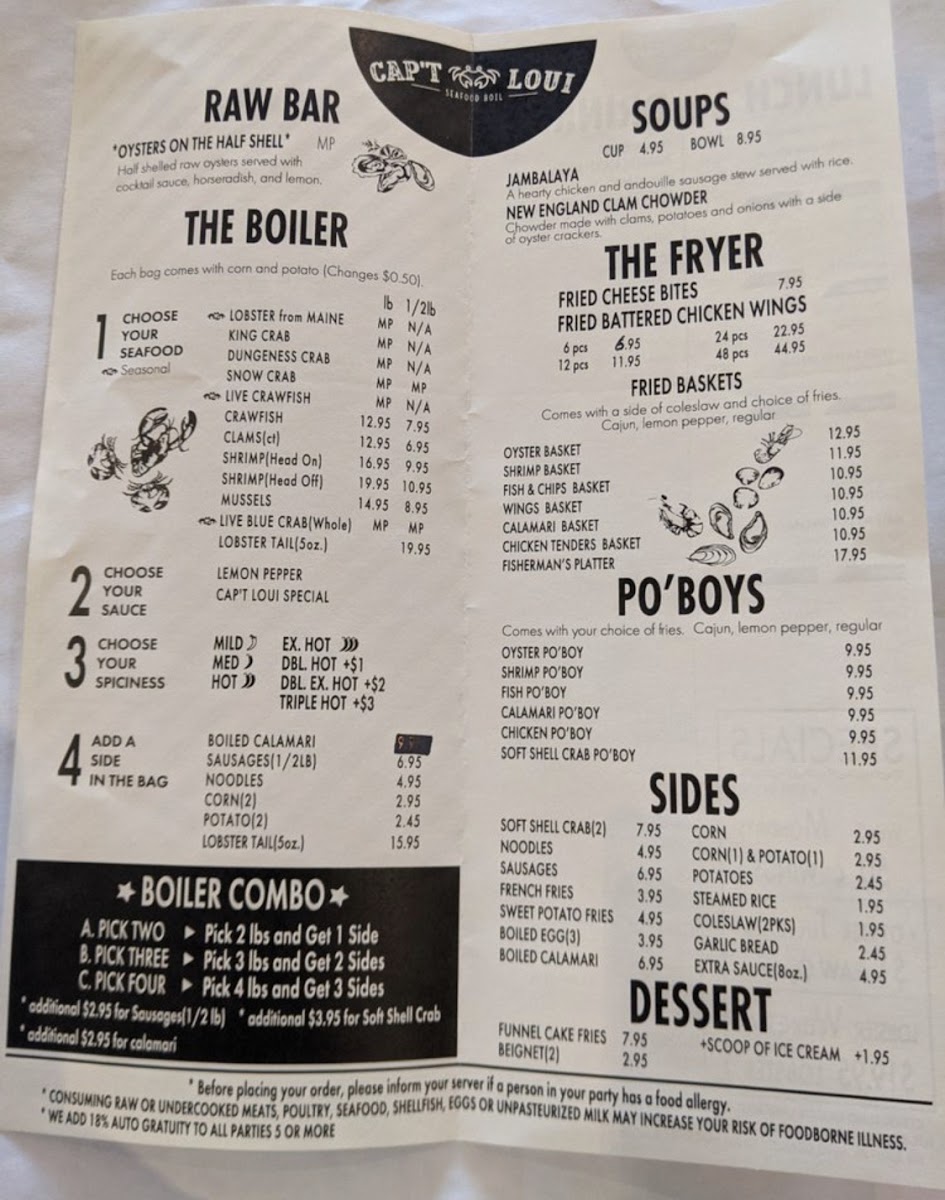 CAP'T LOUI
SEAFOOD BOIL
RAW BAR
*OYSTERS ON THE HALF SHELL* MP
Half shelled raw oysters served with
cocktail sauce, horseradish, and lemon.
THE BOILER
Each bag comes with corn and potato (Changes $0.50).
lb 1/2lb
1 CHOOSE
YOUR
SEAFOOD
Seasonal
LOBSTER from MAINE MP N/A
KING CRAB MP N/A
DUNGENESS CRAB MP N/A
SNOW CRAB MP MP
LIVE CRAWFISH MP N/A
CRAWFISH 12.95 7.95
CLAMS(ct) 12.95 6.95
SHRIMP(Head On) 16.95 9.95
SHRIMP(Head Off) 19.95 10.95
MUSSELS 14.95 8.95
LIVE BLUE CRAB(Whole) MP MP
LOBSTER TAIL(5oz.) 19.95
2 CHOOSE
YOUR
SAUCE
LEMON PEPPER
CAP'T LOUI SPECIAL
3 CHOOSE
YOUR
SPICINESS
MILD EX. HOT
MED DBL. HOT +$1
HOT DBL. EX. HOT +$2
TRIPLE HOT +$3
4 ADD A
SIDE
IN THE BAG
BOILED CALAMARI
SAUSAGES(1/2LB) 6.95
NOODLES 4.95
CORN(2) 2.95
POTATO(2) 2.45
LOBSTER TAIL(5oz.) 15.95
★ BOILER COMBO ★
A. PICK TWO ▶ Pick 2 lbs and Get 1 Side
B. PICK THREE ▶ Pick 3 lbs and Get 2 Sides
C. PICK FOUR ▶ Pick 4 lbs and Get 3 Sides
* additional $2.95 for Sausages(1/2 lb) * additional $3.95 for Soft Shell Crab
* additional $2.95 for calamari
SOUPS
CUP 4.95 BOWL 8.95
JAMBALAYA
A hearty chicken and andouille sausage stew served with rice.
NEW ENGLAND CLAM CHOWDER
Chowder made with clams, potatoes and onions with a side
of oyster crackers.
THE FRYER
FRIED CHEESE BITES 7.95
FRIED BATTERED CHICKEN WINGS
6 pcs 6.95 24 pcs 22.95
12 pcs 11.95 48 pcs 44.95
FRIED BASKETS
Comes with a side of coleslaw and choice of fries.
Cajun, lemon pepper, regular
OYSTER BASKET 12.95
SHRIMP BASKET 11.95
FISH & CHIPS BASKET 10.95
WINGS BASKET 10.95
CALAMARI BASKET 10.95
CHICKEN TENDERS BASKET 10.95
FISHERMAN'S PLATTER 17.95
PO'BOYS
Comes with your choice of fries. Cajun, lemon pepper, regular
OYSTER PO'BOY 9.95
SHRIMP PO'BOY 9.95
FISH PO'BOY 9.95
CALAMARI PO'BOY 9.95
CHICKEN PO'BOY 9.95
SOFT SHELL CRAB PO'BOY 11.95
SIDES
SOFT SHELL CRAB(2) 7.95 CORN 2.95
NOODLES 4.95 CORN(1) & POTATO(1) 2.95
SAUSAGES 6.95 POTATOES 2.45
FRENCH FRIES 3.95 STEAMED RICE 1.95
SWEET POTATO FRIES 4.95 COLESLAW(2PKS) 1.95
BOILED EGG(3) 3.95 GARLIC BREAD 2.45
BOILED CALAMARI 6.95 EXTRA SAUCE(8oz.) 4.95
DESSERT
FUNNEL CAKE FRIES 7.95 +SCOOP OF ICE CREAM +1.95
BEIGNET(2) 2.95
* Before placing your order, please inform your server if a person in your party has a food allergy.
* CONSUMING RAW OR UNDERCOOKED MEATS, POULTRY, SEAFOOD, SHELLFISH, EGGS OR UNPASTEURIZED MILK MAY INCREASE YOUR RISK OF FOODBORNE ILLNESS.
* WE ADD 18% AUTO GRATUITY TO ALL PARTIES 5 OR MORE